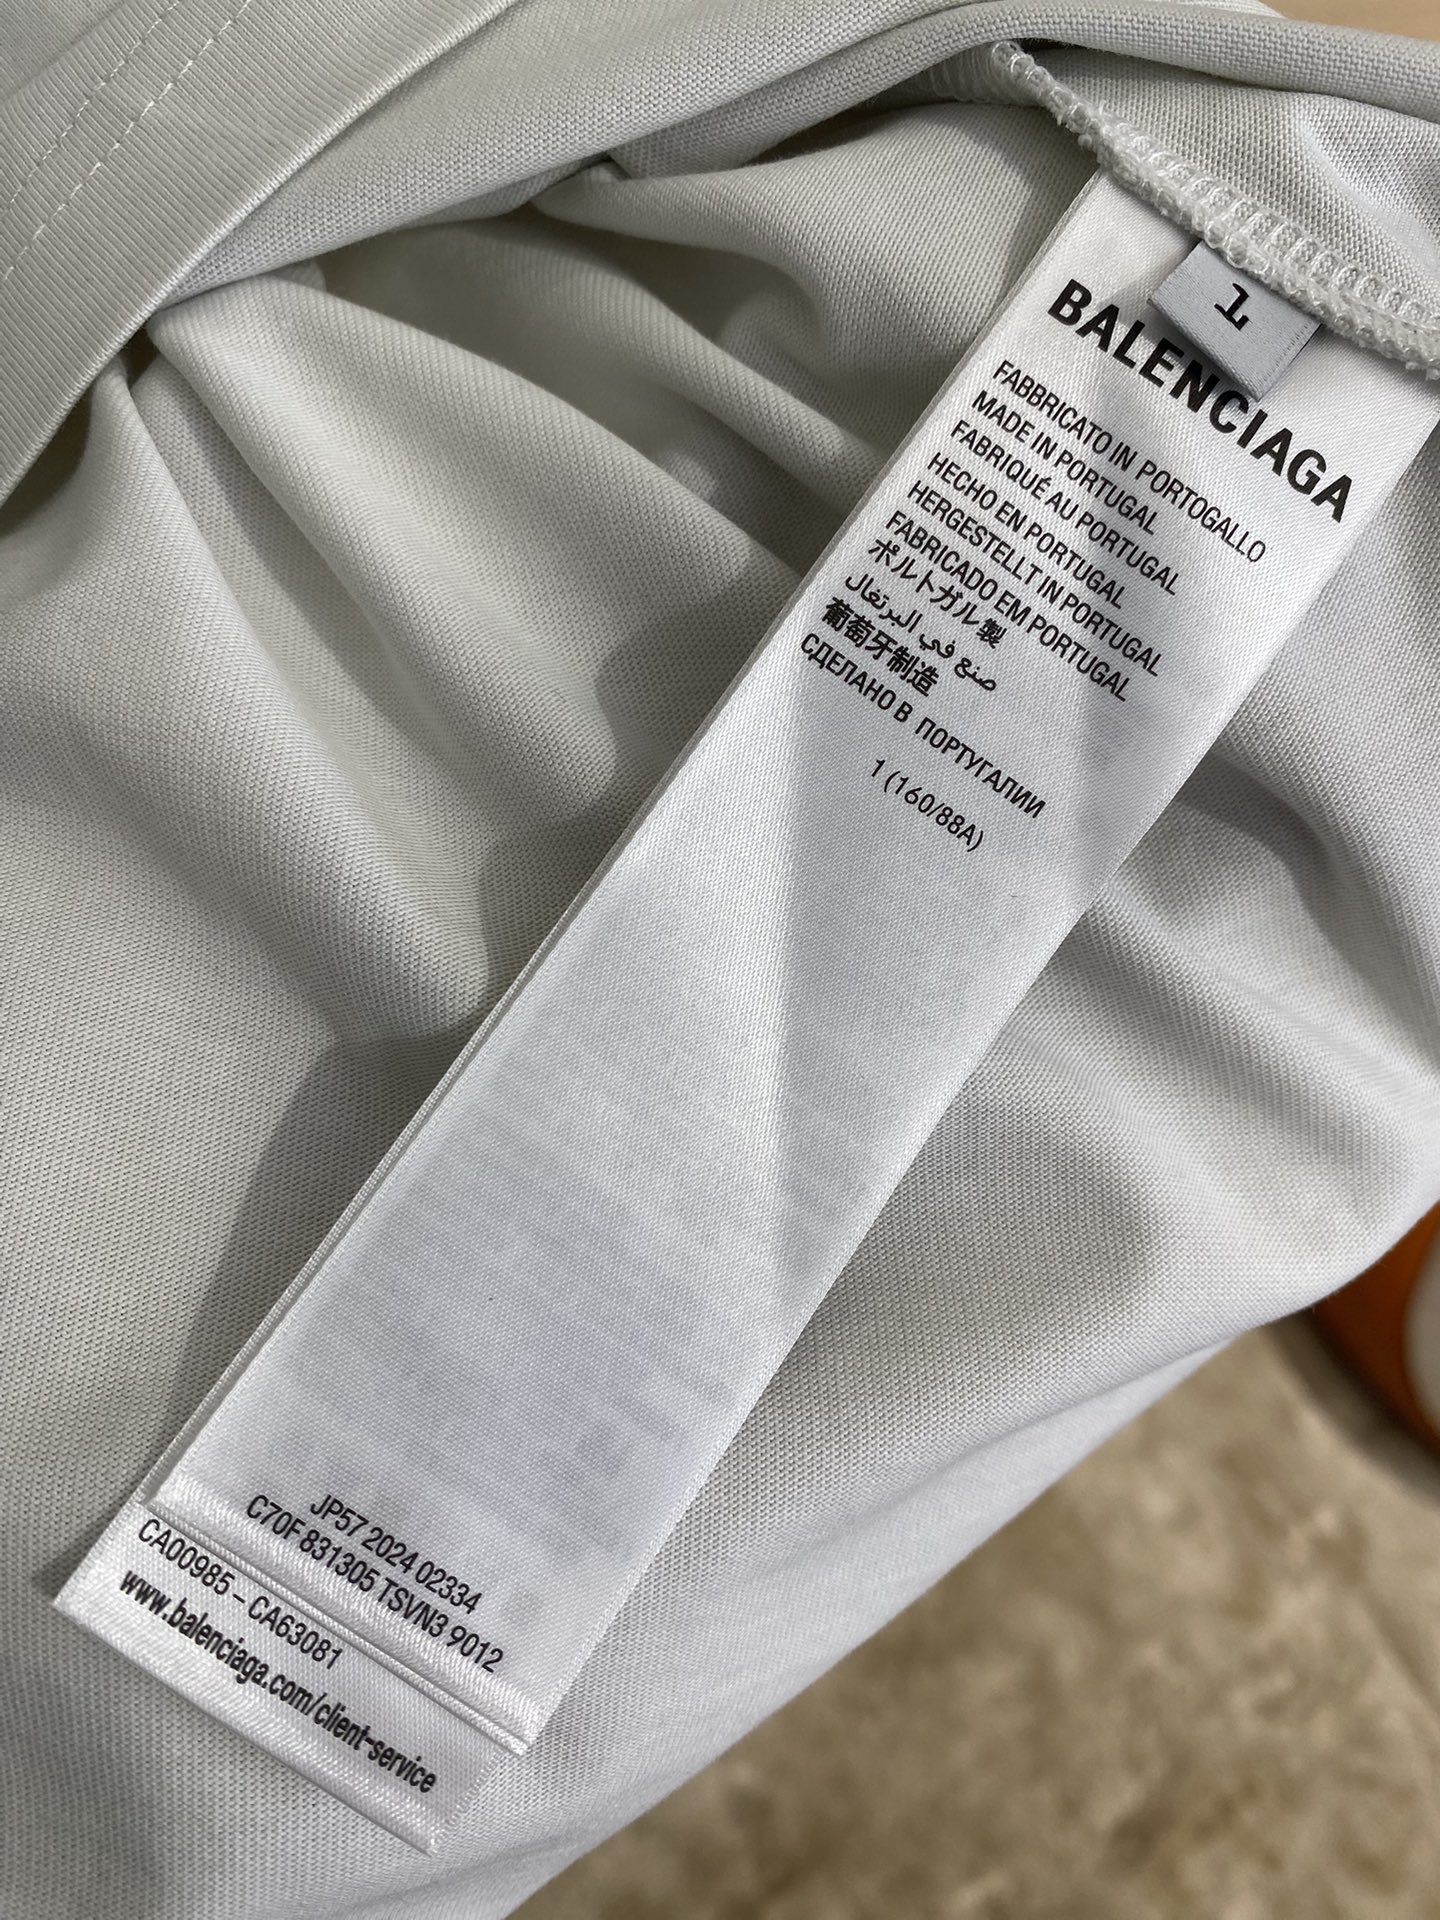 1
BALENCIAGA
FABBRICATO IN PORTOGALLO
MADE IN PORTUGAL
FABRIQUÉ AU PORTUGAL
HECHO EN PORTUGAL
HERGESTELLT IN PORTUGAL
FABRICADO EM PORTUGAL
ポルトガル製
صنع في البرتغال
葡萄牙制造
СДЕЛАНО В ПОРТУГАЛИИ
1 (160/88A)
JP57 2024 02334
C70F 831305 TSVN3 9012
CA00985 – CA63081
www.balenciaga.com/client-service